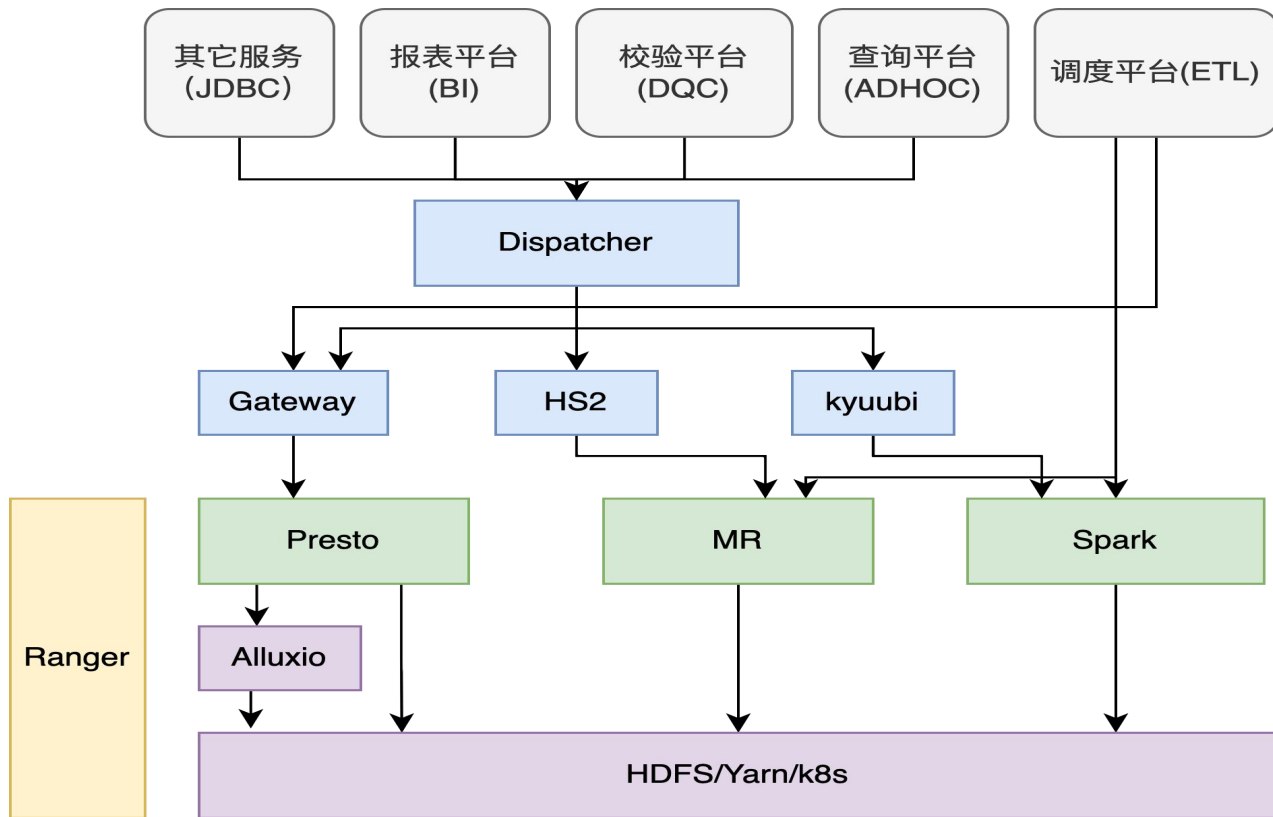 其它服务
（JDBC）
报表平台
(BI)
校验平台
(DQC)
查询平台
(ADHOC)
调度平台(ETL)
Dispatcher
Gateway
HS2
kyuubi
Presto
MR
Spark
Ranger
Alluxio
HDFS/Yarn/k8s